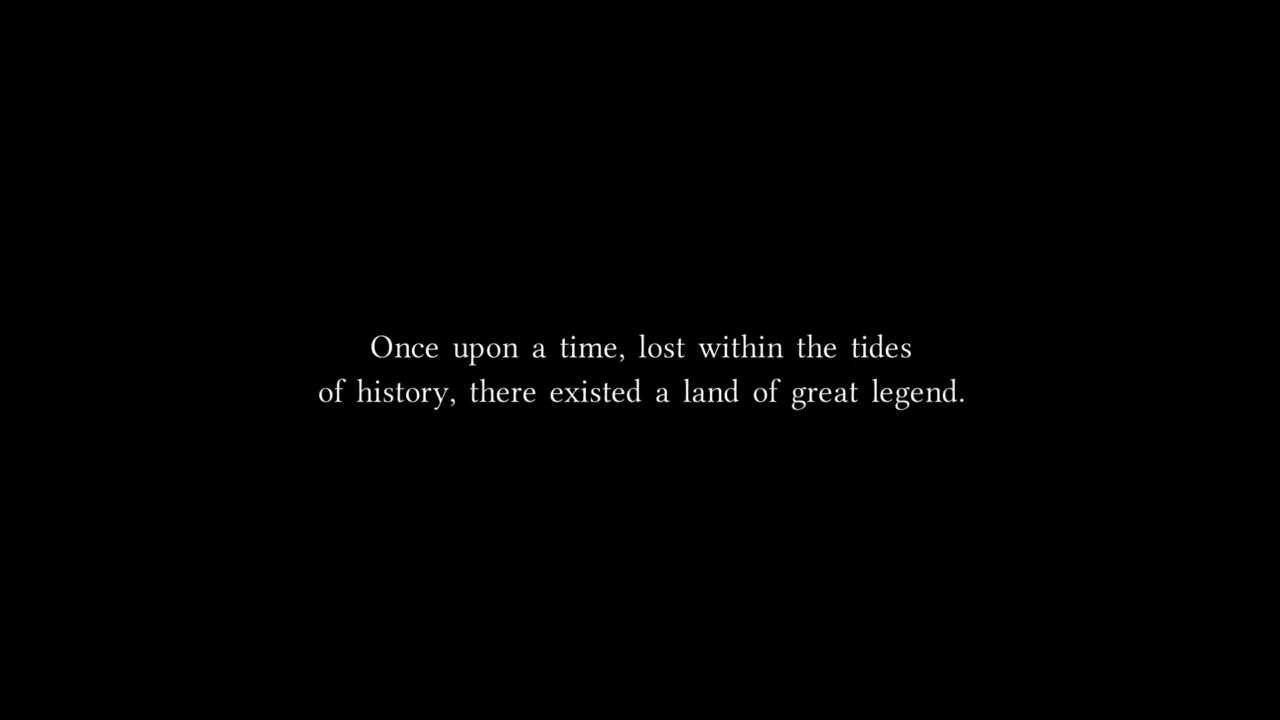 Once upon a time, lost within the tides
of history, there existed a land of great legend.